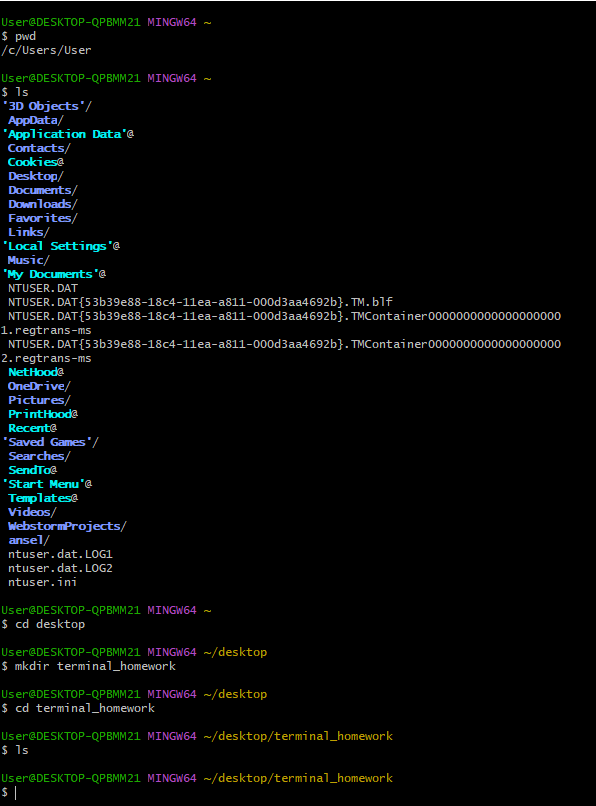 User@DESKTOP-QPBMM21 MINGW64 ~
$ pwd
/c/Users/User
User@DESKTOP-QPBMM21 MINGW64 ~
$ ls
'3D Objects'/
AppData/
'Application Data'@
Contacts/
Cookies@
Desktop/
Documents/
Downloads/
Favorites/
Links/
'Local Settings'@
Music/
'My Documents'@
NTUSER.DAT
NTUSER.DAT{53b39e88-18c4-11ea-a811-000d3aa4692b}.TM.blf
NTUSER.DAT{53b39e88-18c4-11ea-a811-000d3aa4692b}.TMContainer0000000000000000000
1.regtrans-ms
NTUSER.DAT{53b39e88-18c4-11ea-a811-000d3aa4692b}.TMContainer0000000000000000000
2.regtrans-ms
NetHood@
OneDrive/
Pictures/
PrintHood@
Recent@
'Saved Games'/
Searches/
SendTo@
'Start Menu'@
Templates@
Videos/
WebstormProjects/
ansel/
ntuser.dat.LOG1
ntuser.dat.LOG2
ntuser.ini
User@DESKTOP-QPBMM21 MINGW64 ~
$ cd desktop
User@DESKTOP-QPBMM21 MINGW64 ~/desktop
$ mkdir terminal_homework
User@DESKTOP-QPBMM21 MINGW64 ~/desktop
$ cd terminal_homework
User@DESKTOP-QPBMM21 MINGW64 ~/desktop/terminal_homework
$ ls
User@DESKTOP-QPBMM21 MINGW64 ~/desktop/terminal_homework
$